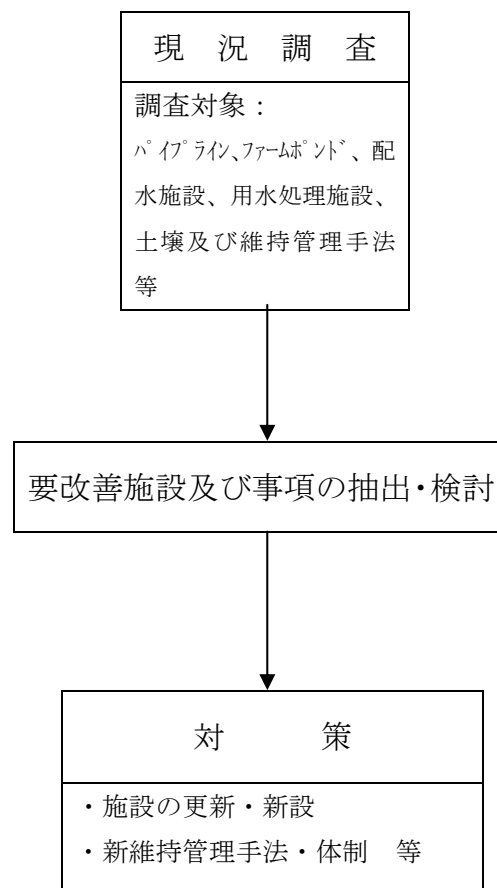 現　況　調　査
調査対象：
ﾊﾟｲﾌﾟﾗｲﾝ、ﾌｧｰﾑﾎﾟﾝﾄﾞ、配
水施設、用水処理施設、
土壌及び維持管理手法
等
要改善施設及び事項の抽出・検討
対　　　策
・施設の更新・新設
・新維持管理手法・体制　等